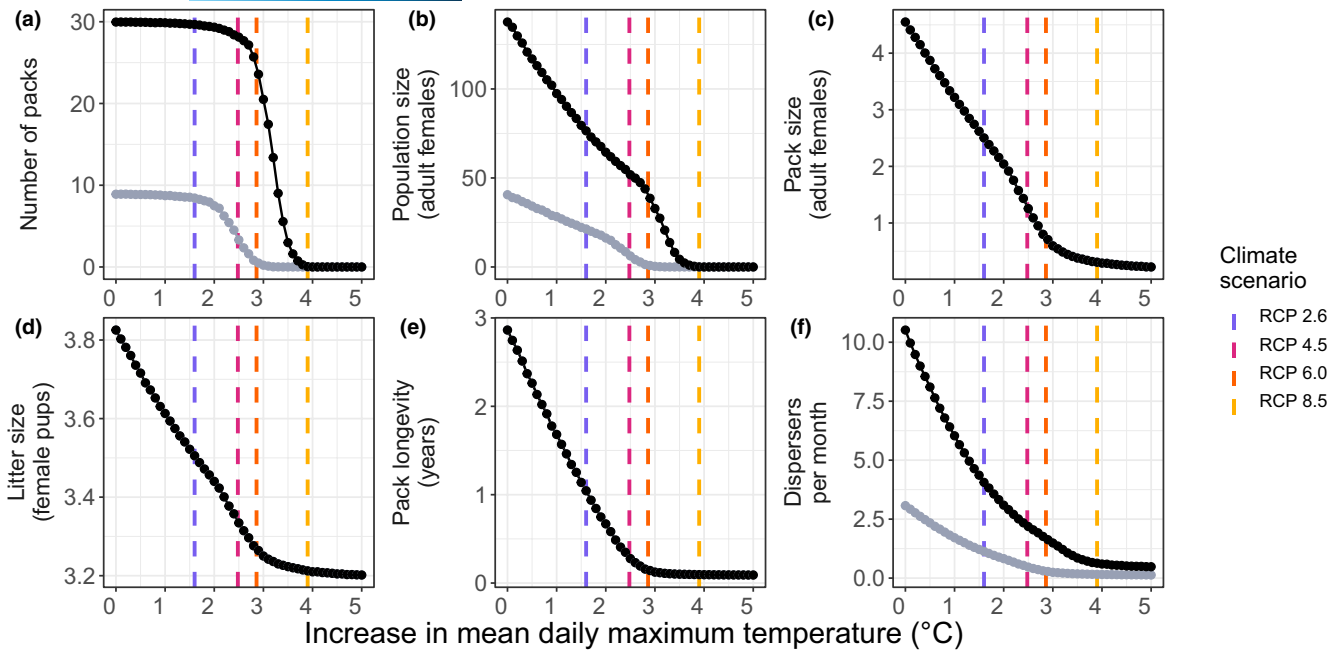 (a)
Number of packs
30
20
10
0
0
1
2
3
4
5
(b)
Population size
(adult females)
100
50
0
0
1
2
3
4
5
(c)
Pack size
(adult females)
4
3
2
1
0
1
2
3
4
5
(d)
Litter size
(female pups)
3.8
3.6
3.4
3.2
0
1
2
3
4
5
(e)
Pack longevity
(years)
3
2
1
0
0
1
2
3
4
5
(f)
Dispersers
per month
10.0
7.5
5.0
2.5
0.0
0
1
2
3
4
5
Increase in mean daily maximum temperature (°C)
Climate
scenario
RCP 2.6
RCP 4.5
RCP 6.0
RCP 8.5